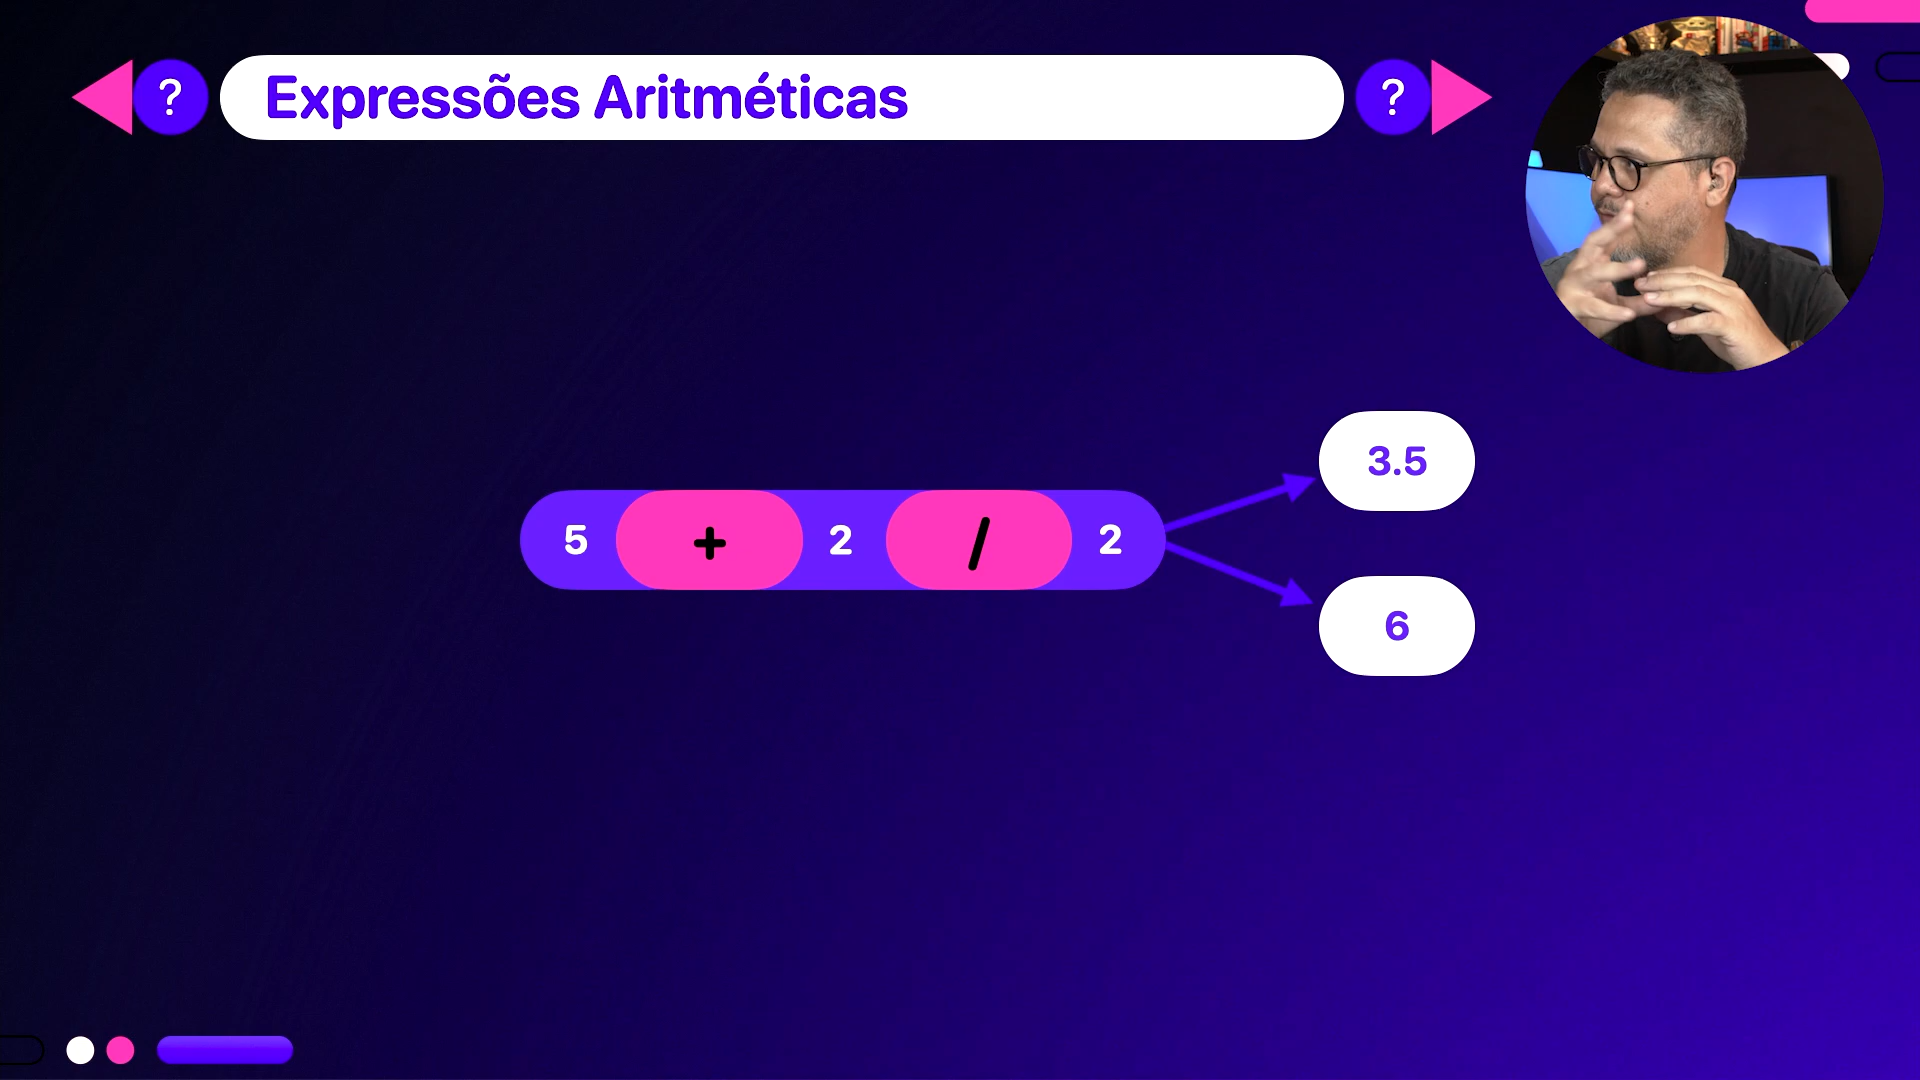 ? Expressões Aritméticas ?
3.5
5 + 2 / 2
6